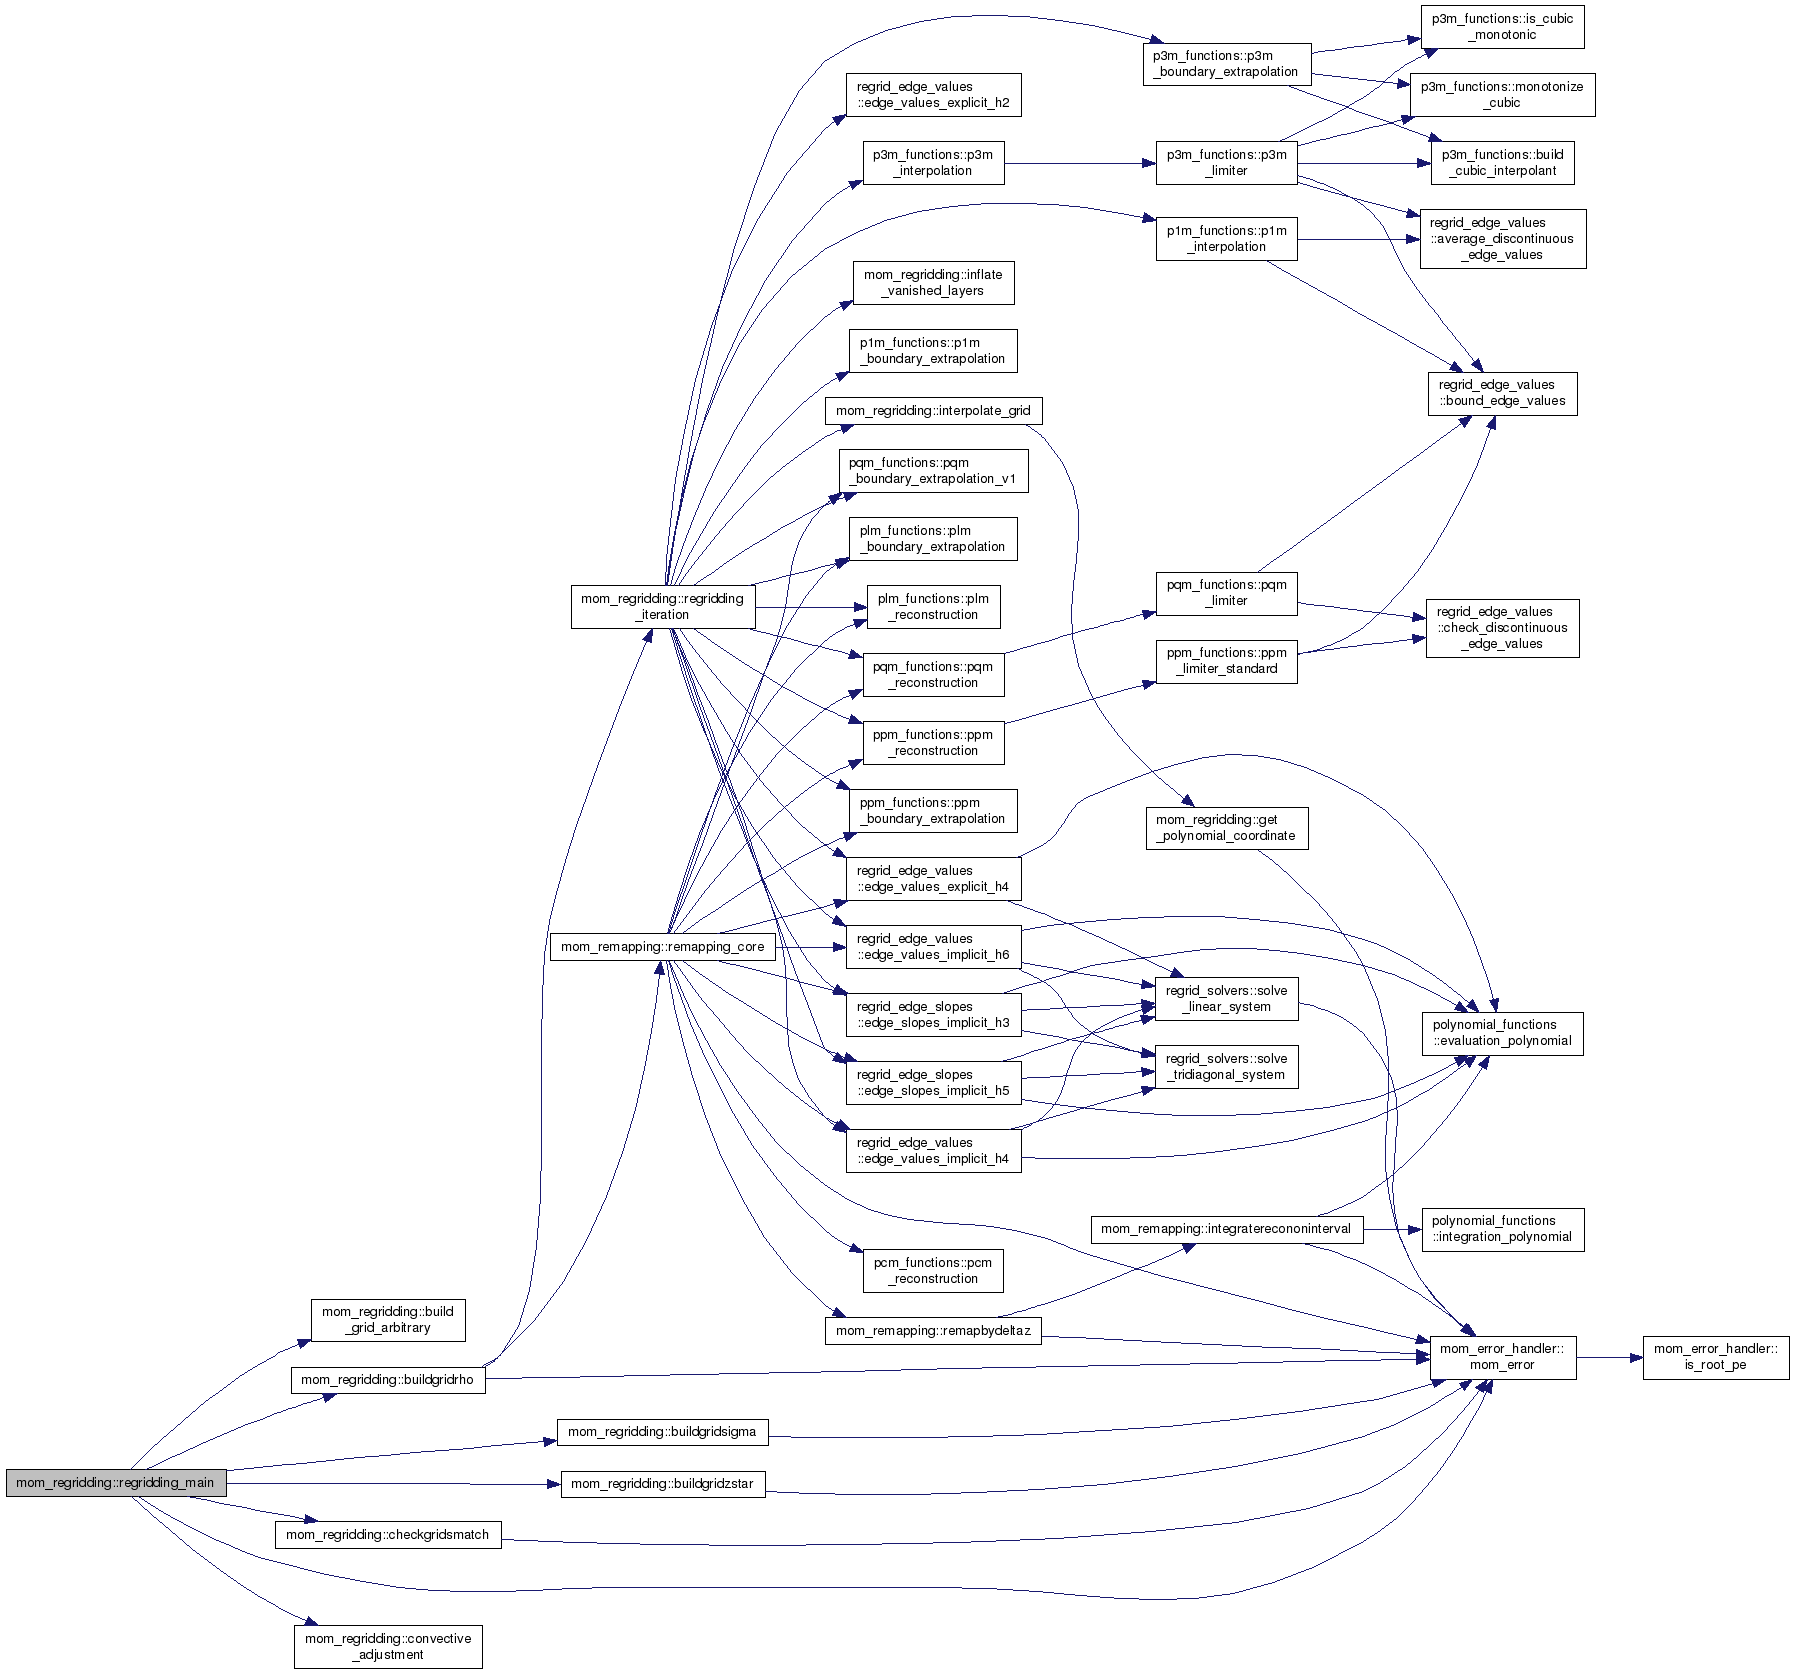 p3m_functions::is_cubic
_monotonic
p3m_functions::p3m
_boundary_extrapolation
regrid_edge_values
::edge_values_explicit_h2
p3m_functions::monotonize
_cubic
p3m_functions::p3m
_interpolation
p3m_functions::p3m
_limiter
p3m_functions::build
_cubic_interpolant
p1m_functions::p1m
_interpolation
regrid_edge_values
::average_discontinuous
_edge_values
mom_regridding::inflate
_vanished_layers
p1m_functions::p1m
_boundary_extrapolation
regrid_edge_values
::bound_edge_values
mom_regridding::interpolate_grid
pqm_functions::pqm
_boundary_extrapolation_v1
plm_functions::plm
_boundary_extrapolation
mom_regridding::regridding
_iteration
plm_functions::plm
_reconstruction
pqm_functions::pqm
_limiter
regrid_edge_values
::check_discontinuous
_edge_values
pqm_functions::pqm
_reconstruction
ppm_functions::ppm
_limiter_standard
ppm_functions::ppm
_reconstruction
ppm_functions::ppm
_boundary_extrapolation
mom_regridding::get
_polynomial_coordinate
regrid_edge_values
::edge_values_explicit_h4
mom_remapping::remapping_core
regrid_edge_values
::edge_values_implicit_h6
regrid_edge_slopes
::edge_slopes_implicit_h3
regrid_solvers::solve
_linear_system
polynomial_functions
::evaluation_polynomial
regrid_edge_slopes
::edge_slopes_implicit_h5
regrid_solvers::solve
_tridiagonal_system
regrid_edge_values
::edge_values_implicit_h4
mom_remapping::integraterecononinterval
polynomial_functions
::integration_polynomial
pcm_functions::pcm
_reconstruction
mom_regridding::build
_grid_arbitrary
mom_remapping::remapbydeltaz
mom_error_handler::
mom_error
mom_error_handler::
is_root_pe
mom_regridding::buildgridrho
mom_regridding::buildgridsigma
mom_regridding::regridding_main
mom_regridding::buildgridzstar
mom_regridding::checkgridsmatch
mom_regridding::convective
_adjustment